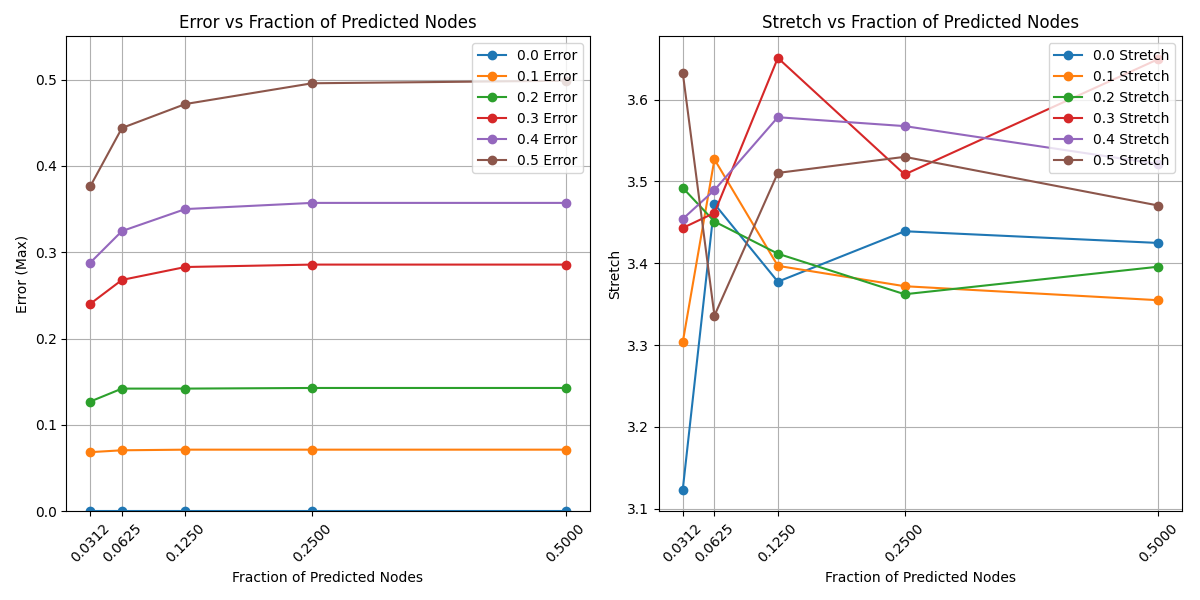 Error vs Fraction of Predicted Nodes
0.0 Error
0.1 Error
0.2 Error
0.3 Error
0.4 Error
0.5 Error
Error (Max)
0.5
0.4
0.3
0.2
0.1
0.0
0.0312
0.0625
0.1250
0.2500
0.5000
Fraction of Predicted Nodes
Stretch vs Fraction of Predicted Nodes
0.0 Stretch
0.1 Stretch
0.2 Stretch
0.3 Stretch
0.4 Stretch
0.5 Stretch
Stretch
3.6
3.5
3.4
3.3
3.2
3.1
0.0312
0.0625
0.1250
0.2500
0.5000
Fraction of Predicted Nodes